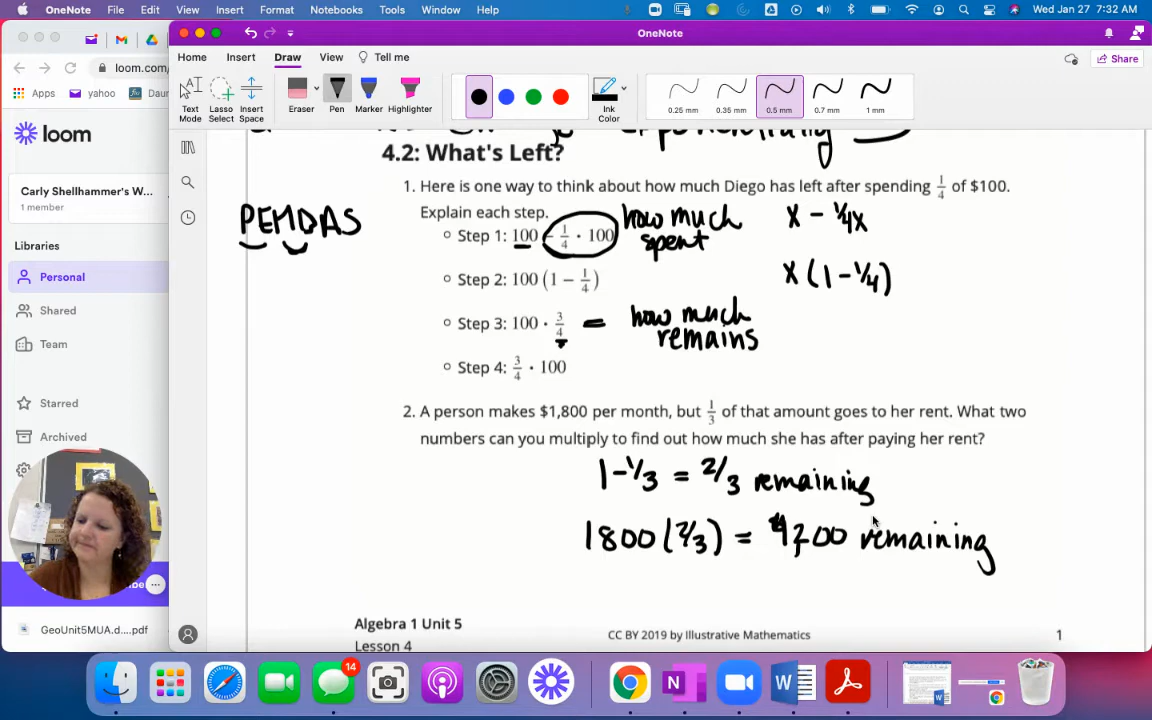 OneNote File Edit View Insert Format Notebooks Tools Window Help Wed Jan 27 7:32 AM
OneNote
Home Insert Draw View Tell me
Share
Text Mode
Lasso Select
Insert Space
Eraser
Pen
Marker
Highlighter
Ink Color
0.25 mm 0.35 mm 0.5 mm 0.7 mm 1 mm
loom.com/
Apps yahoo Daur
loom
Carly Shellhammer's W...
1 member
Libraries
Personal
Shared
Team
Starred
Archived
GeoUnit5MUA.d....pdf
exponentially
4.2: What's Left?
1. Here is one way to think about how much Diego has left after spending 1/4 of $100.
Explain each step.
PEMDAS
Step 1: 100 − 1/4 · 100 how much spent x - 1/4x
Step 2: 100 (1 − 1/4) x(1-1/4)
Step 3: 100 · 3/4 = how much remains
Step 4: 3/4 · 100
2. A person makes $1,800 per month, but 1/3 of that amount goes to her rent. What two
numbers can you multiply to find out how much she has after paying her rent?
1-1/3 = 2/3 remaining
1800(2/3) = remaining
Algebra 1 Unit 5
Lesson 4
CC BY 2019 by Illustrative Mathematics
1
14